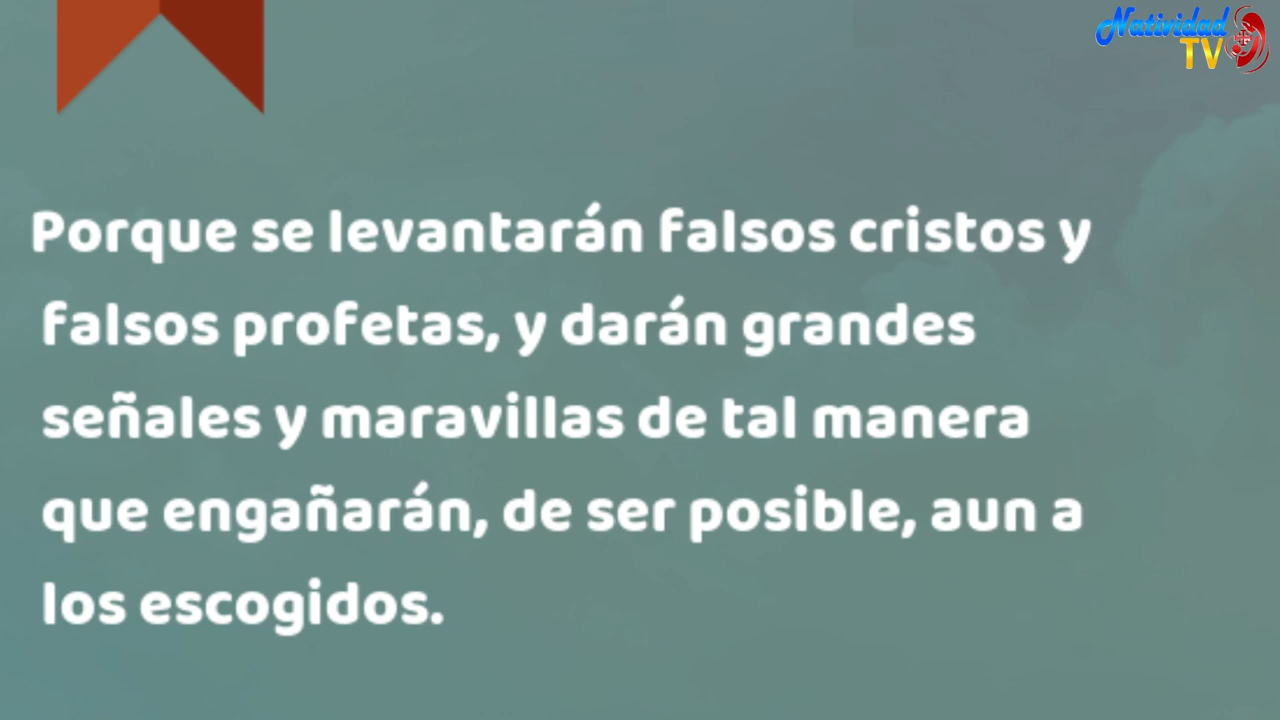 Natividad
TV
Porque se levantarán falsos cristos y
falsos profetas, y darán grandes
señales y maravillas de tal manera
que engañarán, de ser posible, aun a
los escogidos.